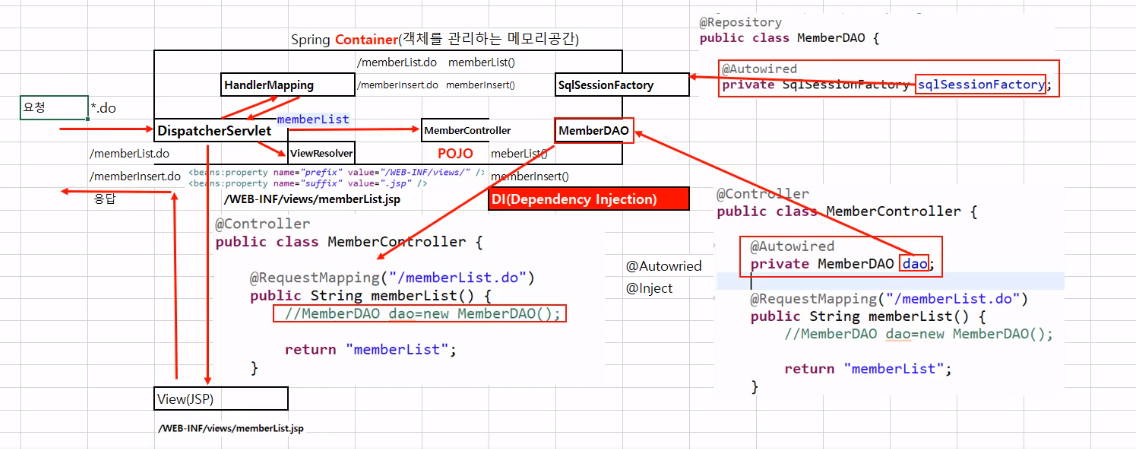 Spring Container(객체를 관리하는 메모리공간)
/memberList.do memberList()
HandlerMapping
/memberInsert.do memberInsert()
SqlSessionFactory
요청
*.do
memberList
DispatcherServlet
MemberController
MemberDAO
/memberList.do
ViewResolver
POJO
meberList()
/memberInsert.do
<beans:property name="prefix" value="/WEB-INF/views/" />
<beans:property name="suffix" value=".jsp" />
memberInsert()
응답
/WEB-INF/views/memberList.jsp
DI(Dependency Injection)
@Controller
public class MemberController {
@RequestMapping("/memberList.do")
public String memberList() {
//MemberDAO dao=new MemberDAO();
return "memberList";
}
View(JSP)
/WEB-INF/views/memberList.jsp
@Autowried
@Inject
@Repository
public class MemberDAO {
@Autowired
private SqlSessionFactory sqlSessionFactory;
@Controller
public class MemberController {
@Autowired
private MemberDAO dao;
@RequestMapping("/memberList.do")
public String memberList() {
//MemberDAO dao=new MemberDAO();
return "memberList";
}